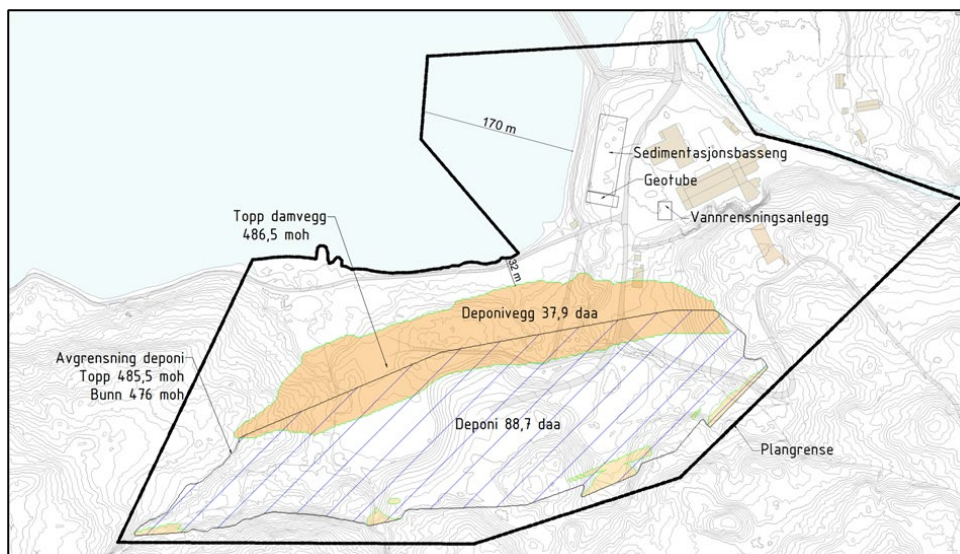 170 m
Sedimentasjonsbasseng
Geotube
Vannrensningsanlegg
Topp damvegg
486,5 moh
32 m
Deponivegg 37,9 daa
Avgrensning deponi
Topp 485,5 moh
Bunn 476 moh
Deponi 88,7 daa
Plangrense